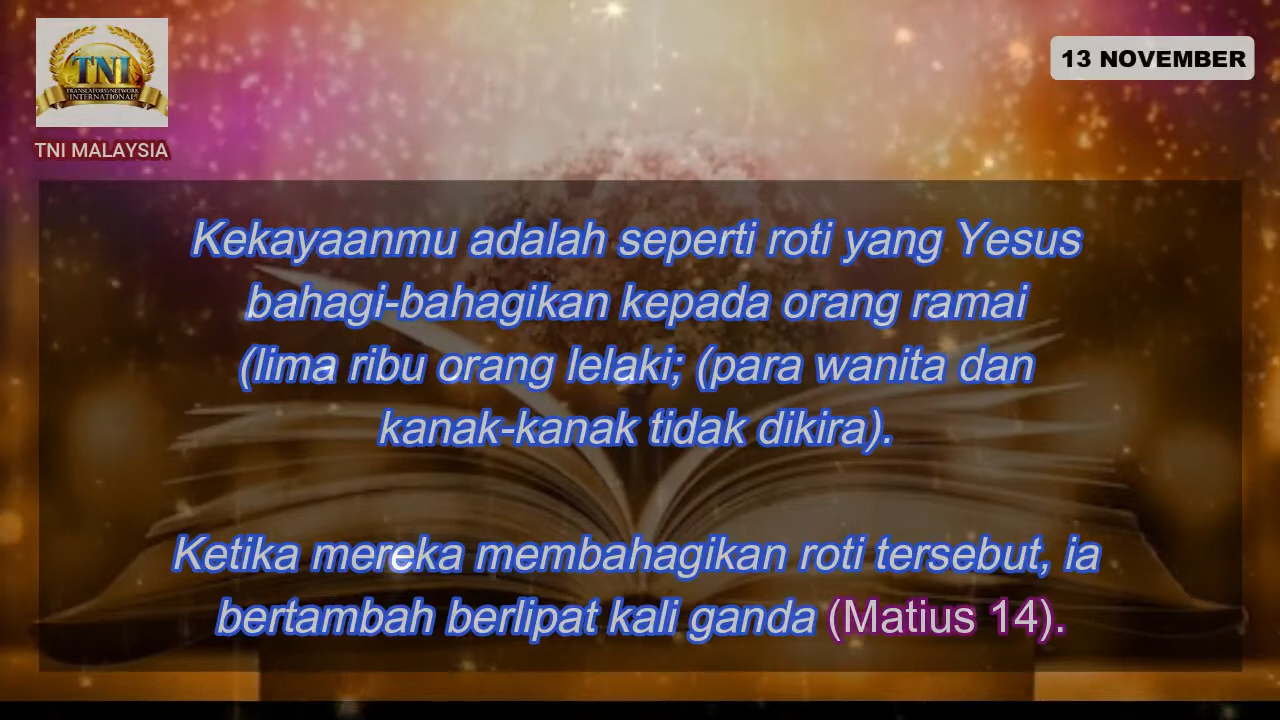 TNI
TRANSLATORS NETWORK
INTERNATIONAL
TNI MALAYSIA
13 NOVEMBER
Kekayaanmu adalah seperti roti yang Yesus
bahagi-bahagikan kepada orang ramai
(lima ribu orang lelaki; (para wanita dan
kanak-kanak tidak dikira).
Ketika mereka membahagikan roti tersebut, ia
bertambah berlipat kali ganda (Matius 14).